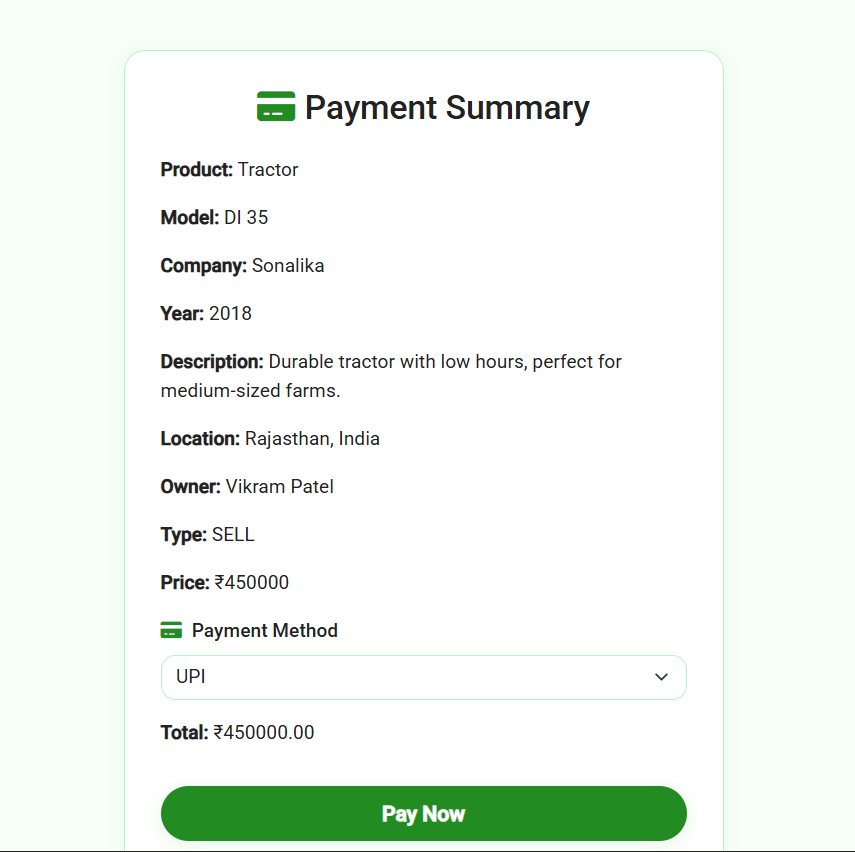 Payment Summary
Product: Tractor
Model: DI 35
Company: Sonalika
Year: 2018
Description: Durable tractor with low hours, perfect for
medium-sized farms.
Location: Rajasthan, India
Owner: Vikram Patel
Type: SELL
Price: ₹450000
Payment Method
UPI
Total: ₹450000.00
Pay Now